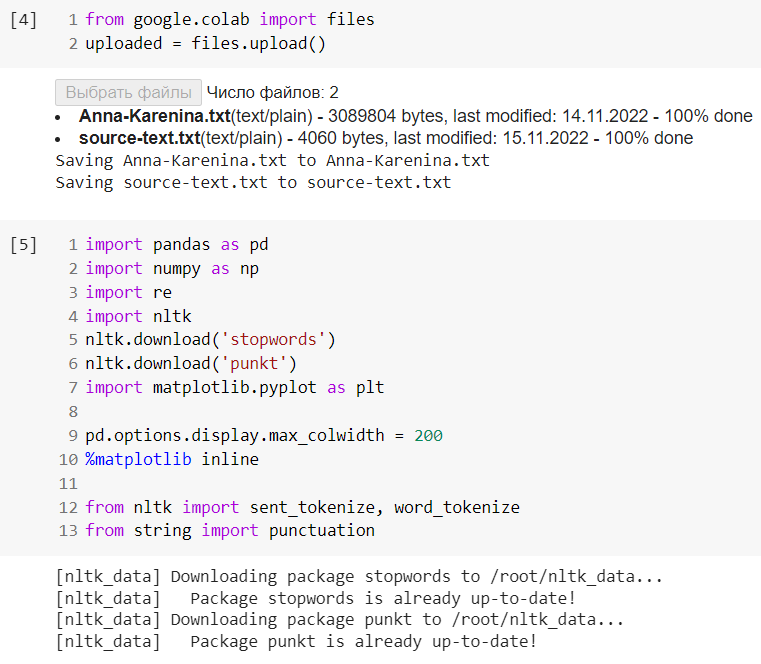 [4] 1 from google.colab import files
2 uploaded = files.upload()
Выбрать файлы Число файлов: 2
• Anna-Karenina.txt(text/plain) - 3089804 bytes, last modified: 14.11.2022 - 100% done
• source-text.txt(text/plain) - 4060 bytes, last modified: 15.11.2022 - 100% done
Saving Anna-Karenina.txt to Anna-Karenina.txt
Saving source-text.txt to source-text.txt
[5] 1 import pandas as pd
2 import numpy as np
3 import re
4 import nltk
5 nltk.download('stopwords')
6 nltk.download('punkt')
7 import matplotlib.pyplot as plt
8
9 pd.options.display.max_colwidth = 200
10 %matplotlib inline
11
12 from nltk import sent_tokenize, word_tokenize
13 from string import punctuation
[nltk_data] Downloading package stopwords to /root/nltk_data...
[nltk_data]   Package stopwords is already up-to-date!
[nltk_data] Downloading package punkt to /root/nltk_data...
[nltk_data]   Package punkt is already up-to-date!